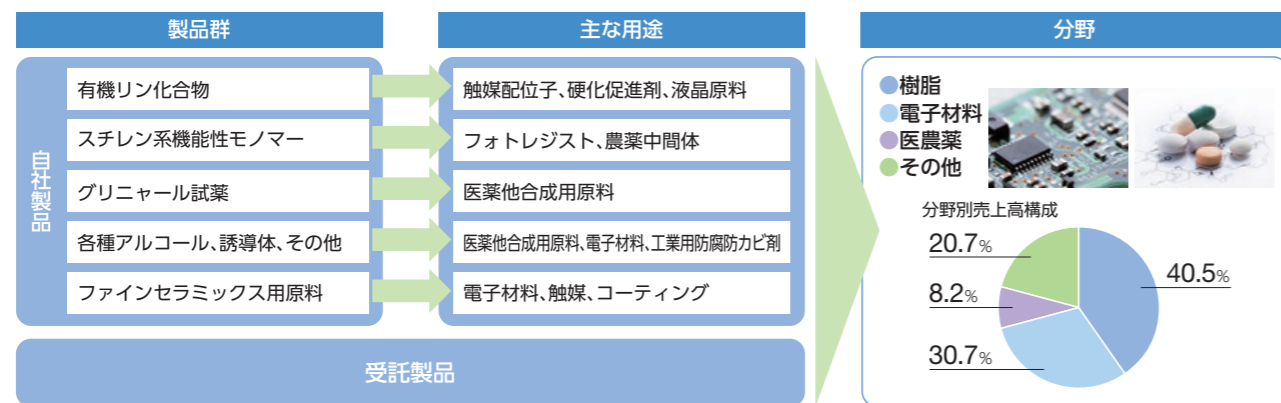 製品群
主な用途
分野
自社製品
有機リン化合物
触媒配位子、硬化促進剤、液晶原料
スチレン系機能性モノマー
フォトレジスト、農薬中間体
グリニャール試薬
医薬他合成用原料
各種アルコール、誘導体、その他
医薬他合成用原料、電子材料、工業用防腐防カビ剤
ファインセラミックス用原料
電子材料、触媒、コーティング
受託製品
樹脂
電子材料
医農薬
その他
分野別売上高構成
20.7%
40.5%
8.2%
30.7%